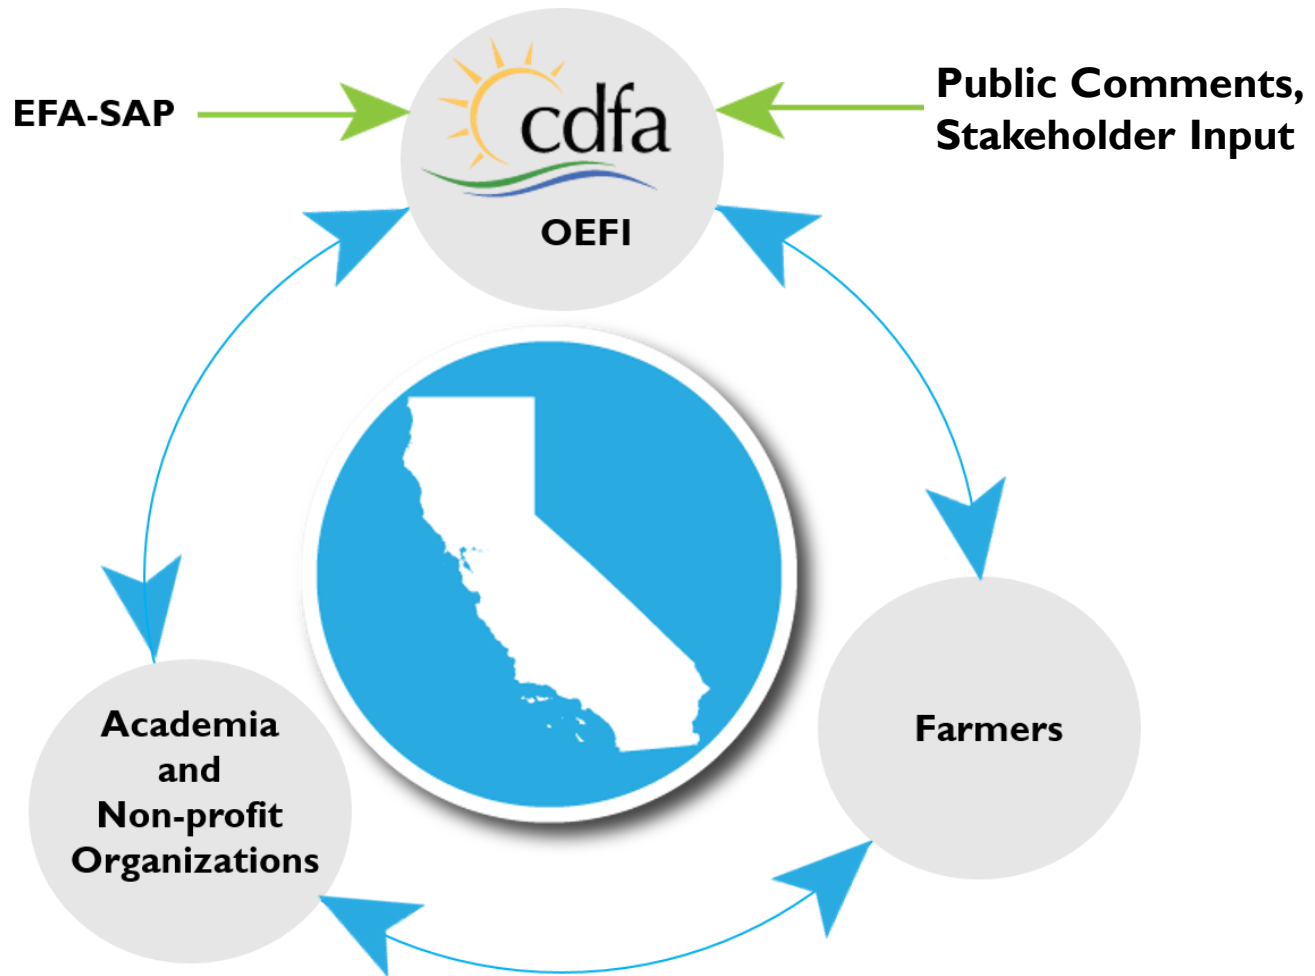 EFA-SAP
cdfa
OEFI
Public Comments,
Stakeholder Input
Academia
and
Non-profit
Organizations
Farmers